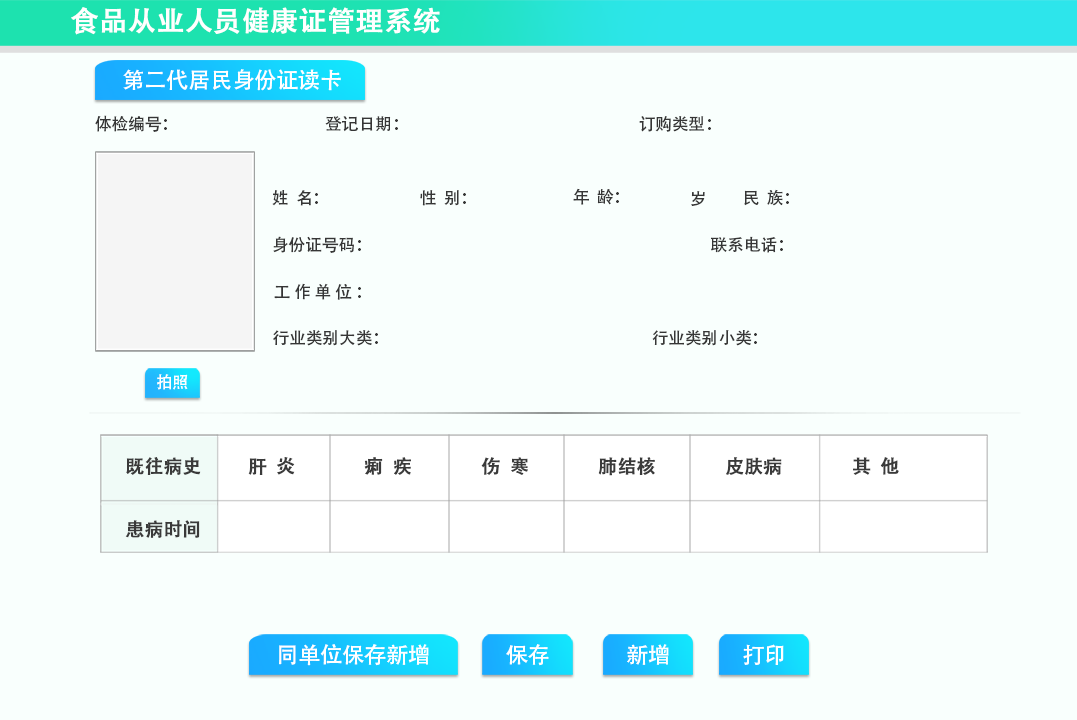 食品从业人员健康证管理系统
第二代居民身份证读卡
体检编号： 登记日期： 订购类型：
姓 名： 性 别： 年 龄： 岁 民 族：
身份证号码： 联系电话：
工 作 单 位：
行业类别大类： 行业类别小类：
拍照
既往病史 肝 炎 痢 疾 伤 寒 肺结核 皮肤病 其 他
患病时间
同单位保存新增 保存 新增 打印